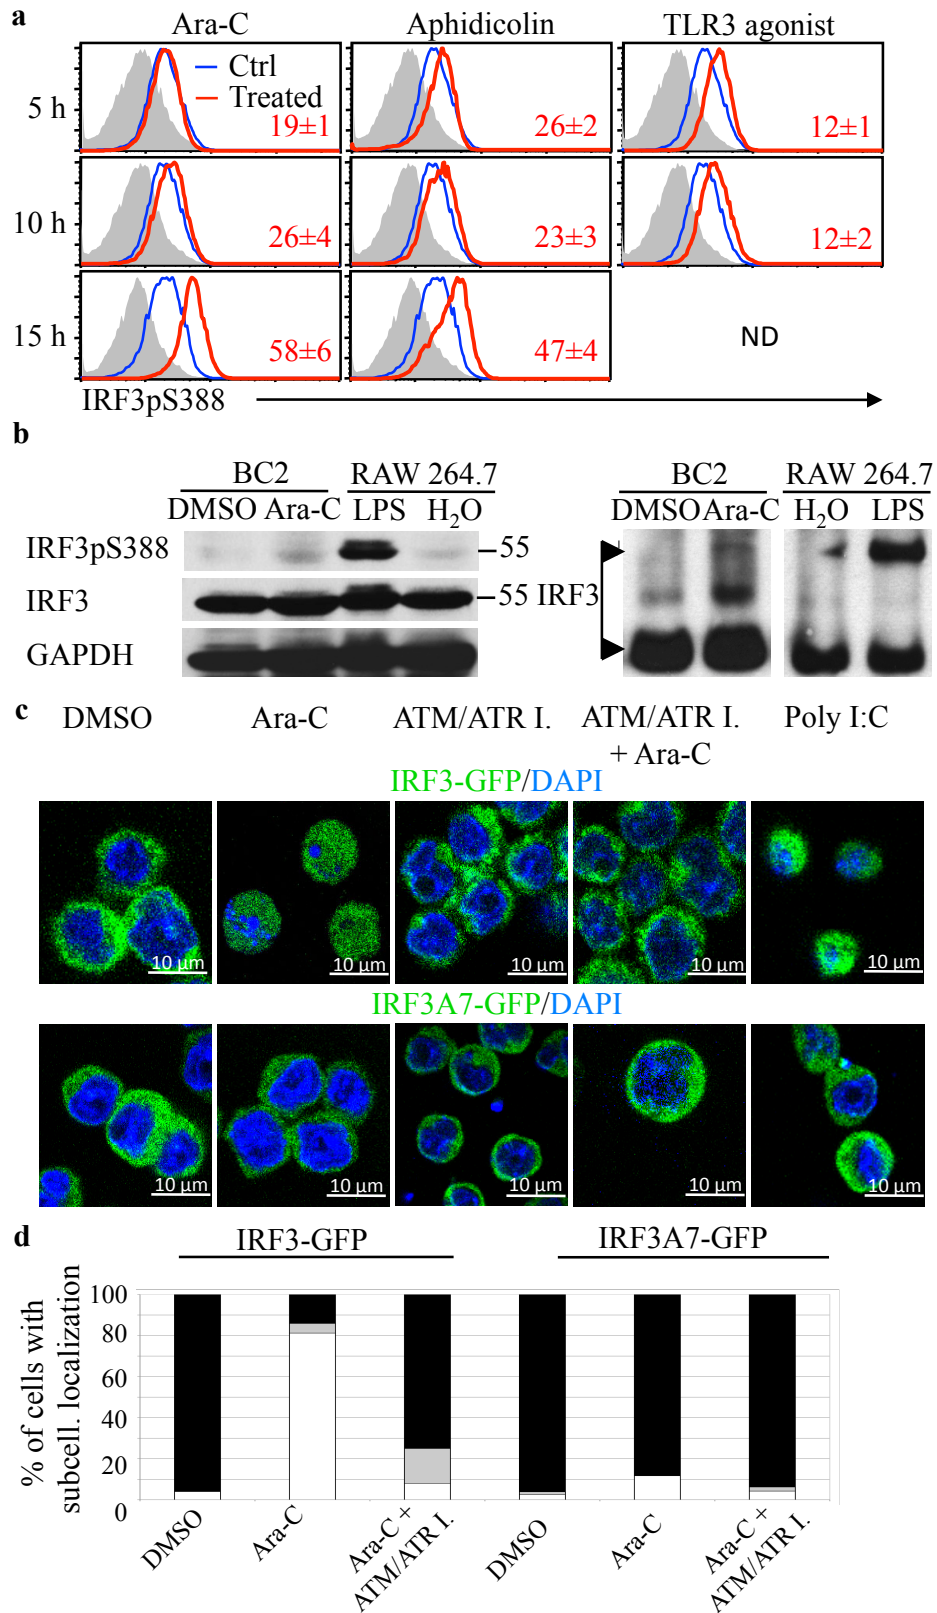 a
Ara-C Aphidicolin TLR3 agonist
Ctrl
Treated
5 h
19±1 26±2 12±1
10 h
26±4 23±3 12±2
15 h
58±6 47±4 ND
IRF3pS388
b
BC2 RAW 264.7 BC2 RAW 264.7
DMSO Ara-C LPS H₂O DMSO Ara-C H₂O LPS
IRF3pS388 55
IRF3 55 IRF3
GAPDH
c
DMSO Ara-C ATM/ATR I. ATM/ATR I. Poly I:C
+ Ara-C
IRF3-GFP/DAPI
10 µm 10 µm 10 µm 10 µm 10 µm
IRF3A7-GFP/DAPI
10 µm 10 µm 10 µm 10 µm 10 µm
d
IRF3-GFP IRF3A7-GFP
% of cells with
subcell. localization
100
80
60
40
20
0
DMSO
Ara-C
Ara-C +
ATM/ATR I.
DMSO
Ara-C
Ara-C +
ATM/ATR I.